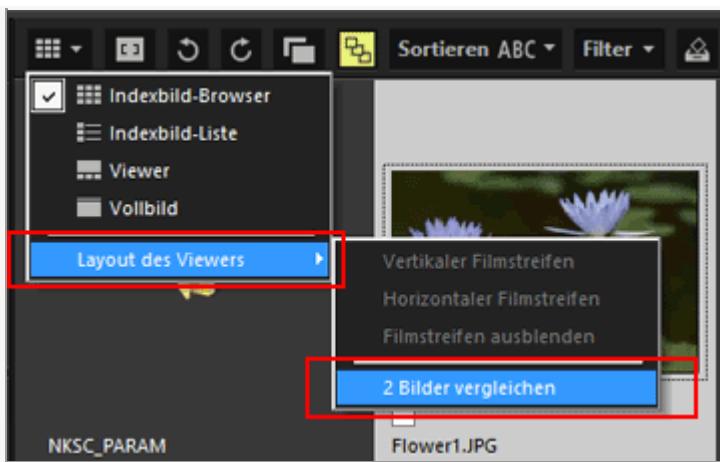 Sortieren ABC Filter
Indexbild-Browser
Indexbild-Liste
Viewer
Vollbild
Layout des Viewers
Vertikaler Filmstreifen
Horizontaler Filmstreifen
Filmstreifen ausblenden
2 Bilder vergleichen
NKSC_PARAM
Flower1.JPG